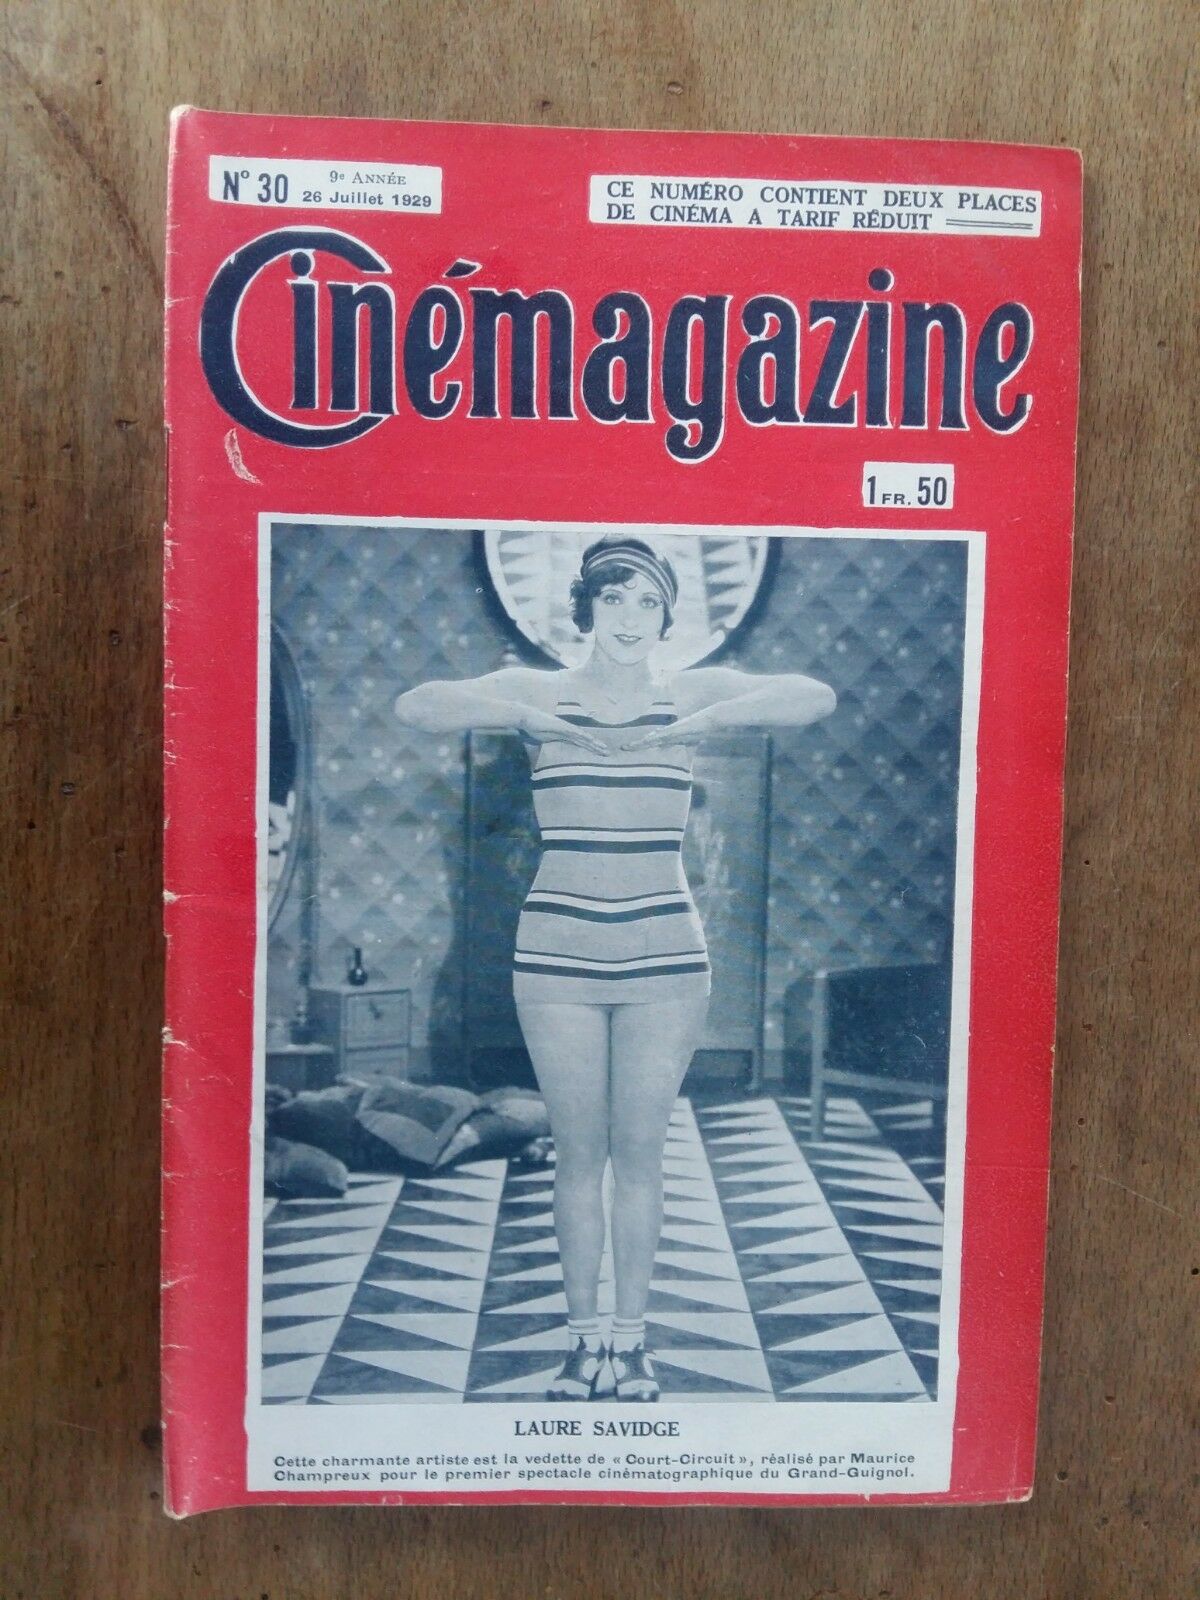 N° 30
9e ANNÉE
26 Juillet 1929
CE NUMÉRO CONTIENT DEUX PLACES
DE CINÉMA A TARIF RÉDUIT
Cinémagazine
1 FR. 50
LAURE SAVIDGE
Cette charmante artiste est la vedette de « Court-Circuit », réalisé par Maurice
Champreux pour le premier spectacle cinématographique du Grand-Guignol.